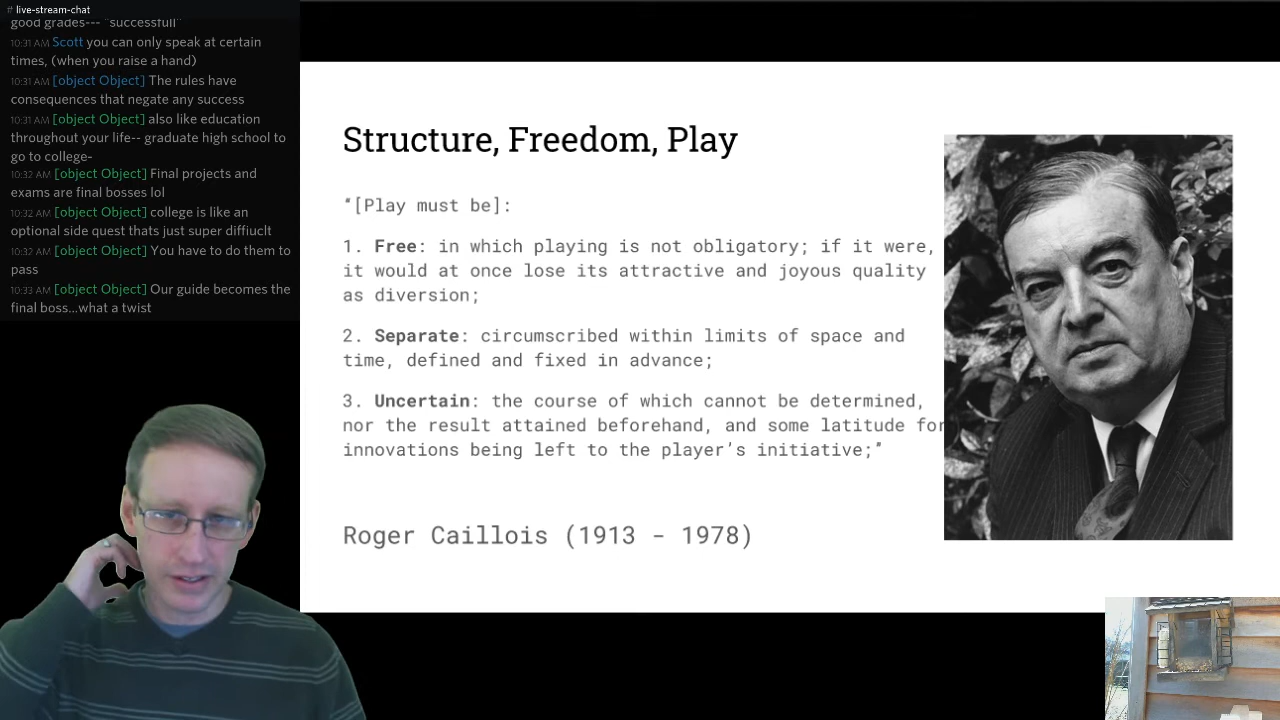 # live-stream-chat
good grades--- "successfull"
10:31 AM Scott you can only speak at certain
times, (when you raise a hand)
10:31 AM [object Object] The rules have
consequences that negate any success
10:31 AM [object Object] also like education
throughout your life-- graduate high school to
go to college-
10:32 AM [object Object] Final projects and
exams are final bosses lol
10:32 AM [object Object] college is like an
optional side quest thats just super diffiuclt
10:32 AM [object Object] You have to do them to
pass
10:33 AM [object Object] Our guide becomes the
final boss...what a twist
Structure, Freedom, Play
“[Play must be]:
1. Free: in which playing is not obligatory; if it were,
it would at once lose its attractive and joyous quality
as diversion;
2. Separate: circumscribed within limits of space and
time, defined and fixed in advance;
3. Uncertain: the course of which cannot be determined,
nor the result attained beforehand, and some latitude for
innovations being left to the player’s initiative;”
Roger Caillois (1913 - 1978)